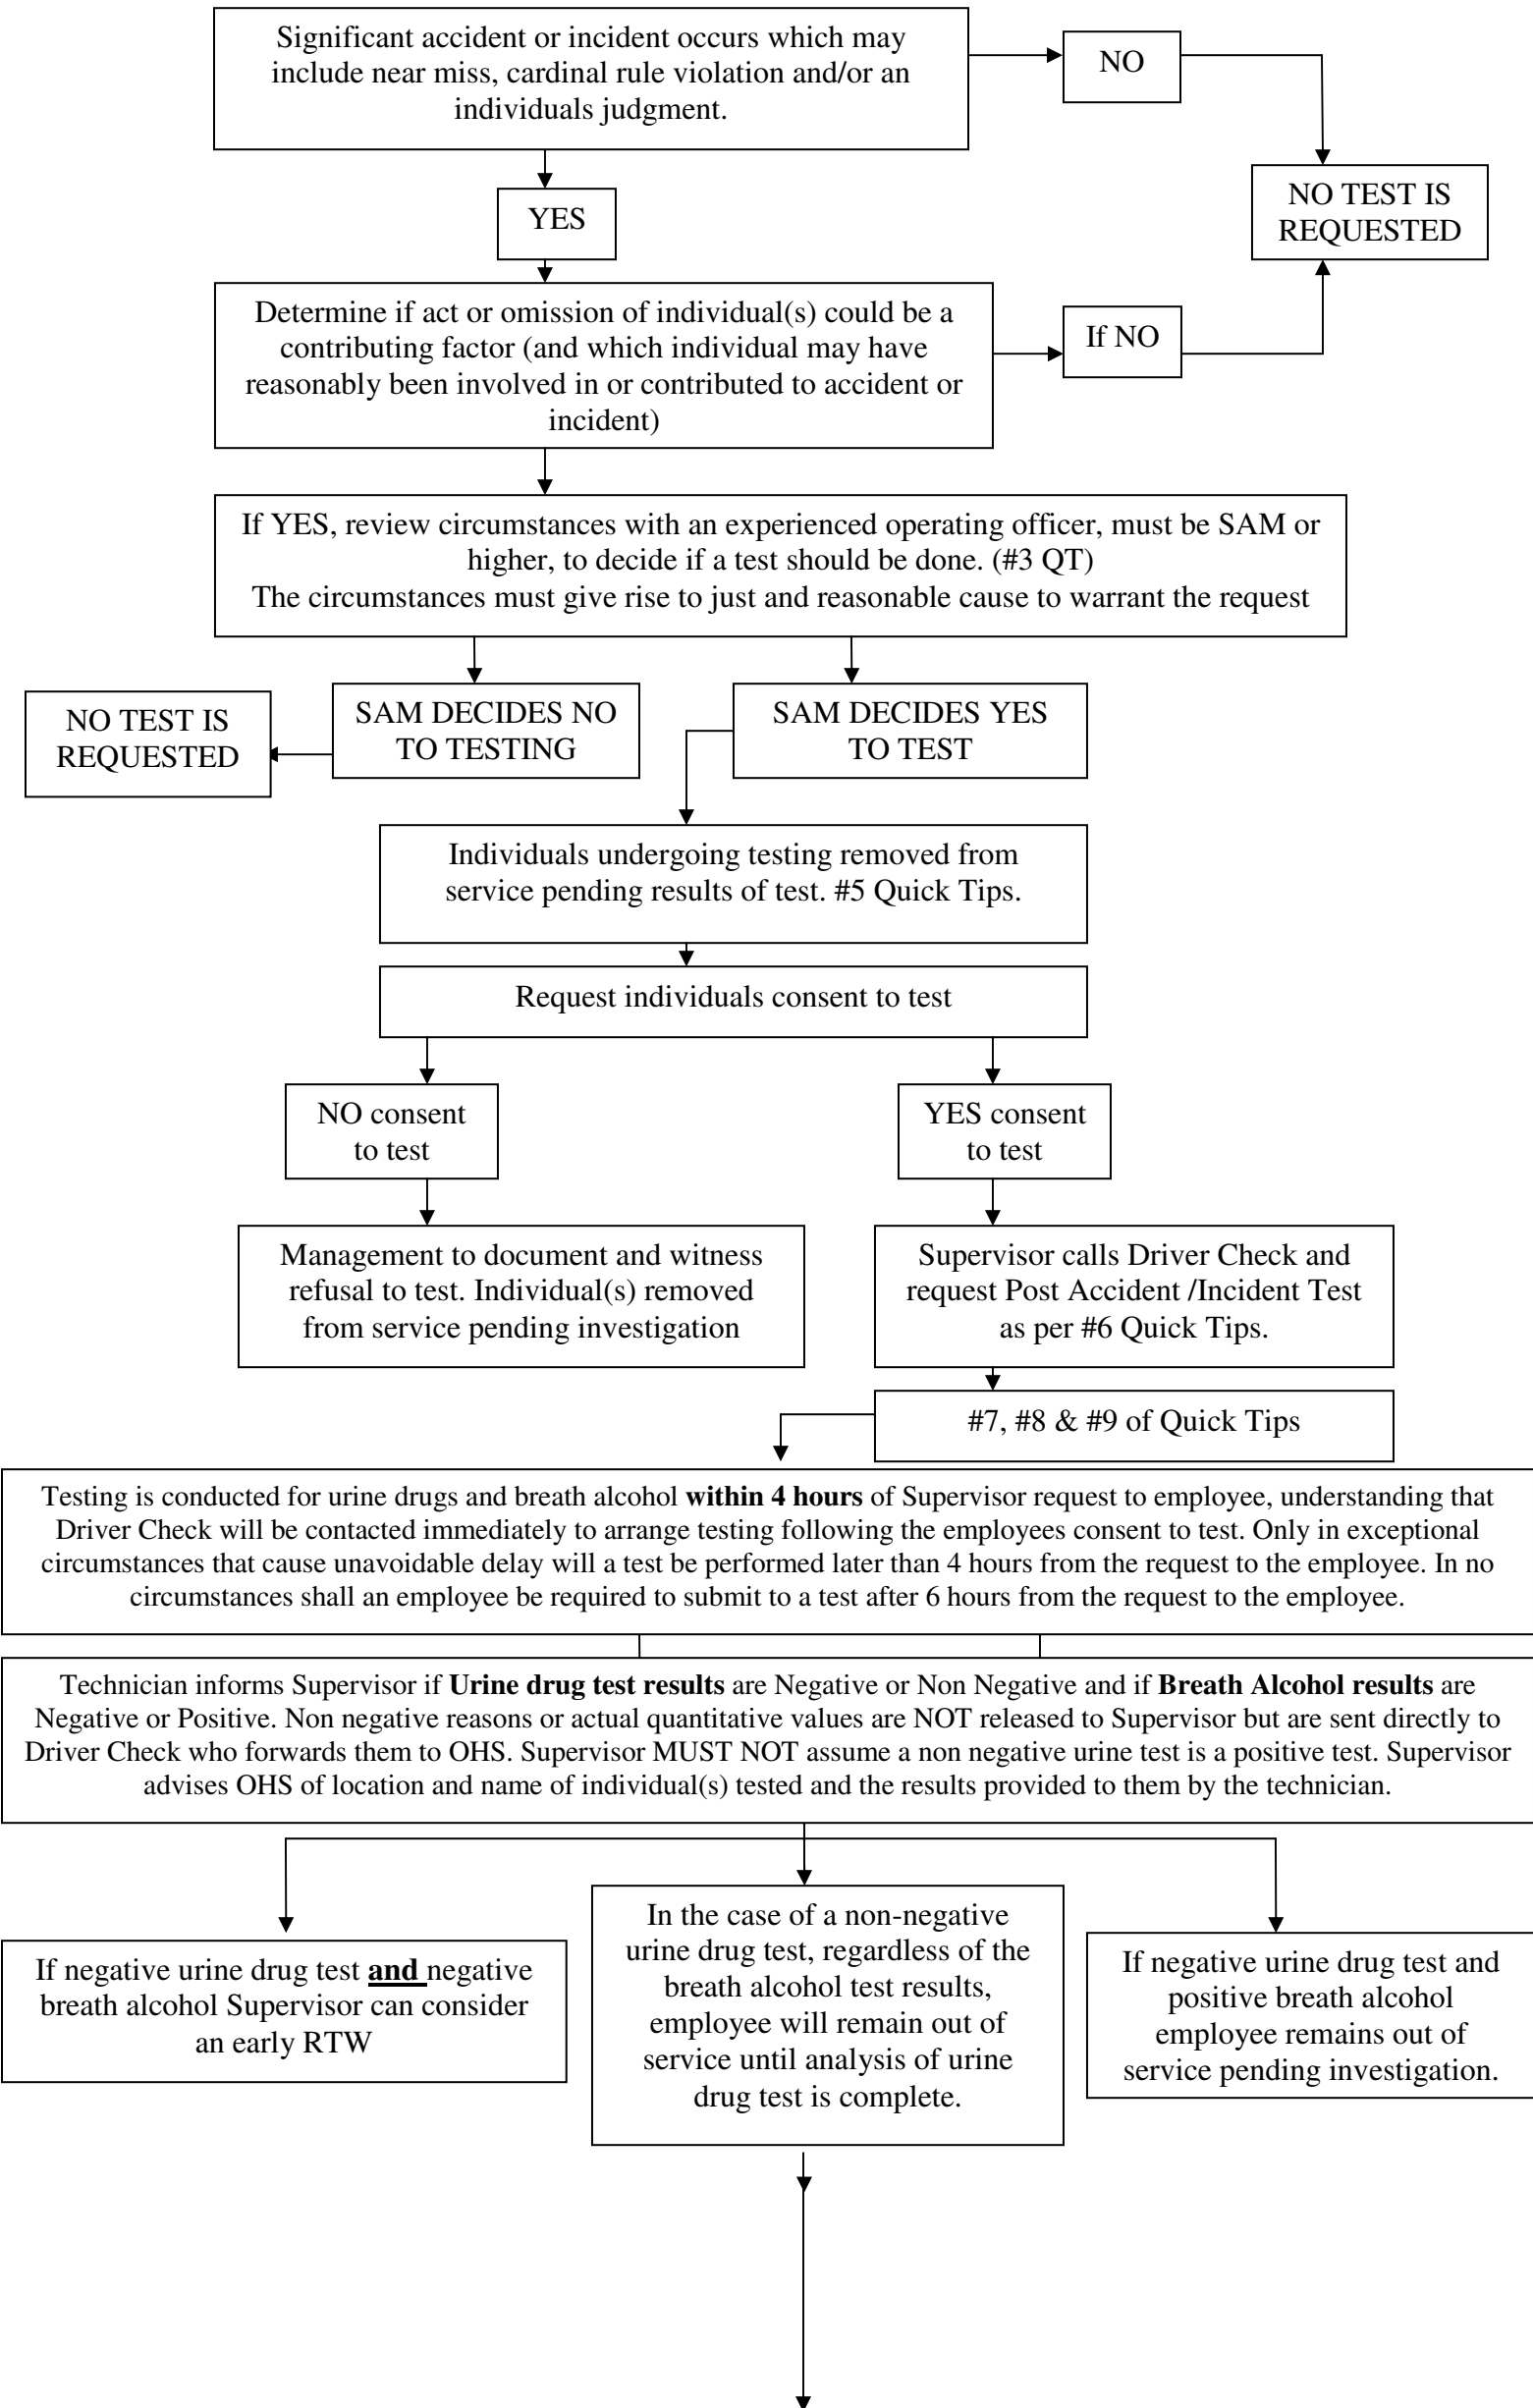 Significant accident or incident occurs which may
include near miss, cardinal rule violation and/or an
individuals judgment.
NO
YES
NO TEST IS
REQUESTED
Determine if act or omission of individual(s) could be a
contributing factor (and which individual may have
reasonably been involved in or contributed to accident or
incident)
If NO
If YES, review circumstances with an experienced operating officer, must be SAM or
higher, to decide if a test should be done. (#3 QT)
The circumstances must give rise to just and reasonable cause to warrant the request
NO TEST IS
REQUESTED
SAM DECIDES NO
TO TESTING
SAM DECIDES YES
TO TEST
Individuals undergoing testing removed from
service pending results of test. #5 Quick Tips.
Request individuals consent to test
NO consent
to test
YES consent
to test
Management to document and witness
refusal to test. Individual(s) removed
from service pending investigation
Supervisor calls Driver Check and
request Post Accident /Incident Test
as per #6 Quick Tips.
#7, #8 & #9 of Quick Tips
Testing is conducted for urine drugs and breath alcohol within 4 hours of Supervisor request to employee, understanding that
Driver Check will be contacted immediately to arrange testing following the employees consent to test. Only in exceptional
circumstances that cause unavoidable delay will a test be performed later than 4 hours from the request to the employee. In no
circumstances shall an employee be required to submit to a test after 6 hours from the request to the employee.
Technician informs Supervisor if Urine drug test results are Negative or Non Negative and if Breath Alcohol results are
Negative or Positive. Non negative reasons or actual quantitative values are NOT released to Supervisor but are sent directly to
Driver Check who forwards them to OHS. Supervisor MUST NOT assume a non negative urine test is a positive test. Supervisor
advises OHS of location and name of individual(s) tested and the results provided to them by the technician.
If negative urine drug test and negative
breath alcohol Supervisor can consider
an early RTW
In the case of a non-negative
urine drug test, regardless of the
breath alcohol test results,
employee will remain out of
service until analysis of urine
drug test is complete.
If negative urine drug test and
positive breath alcohol
employee remains out of
service pending investigation.